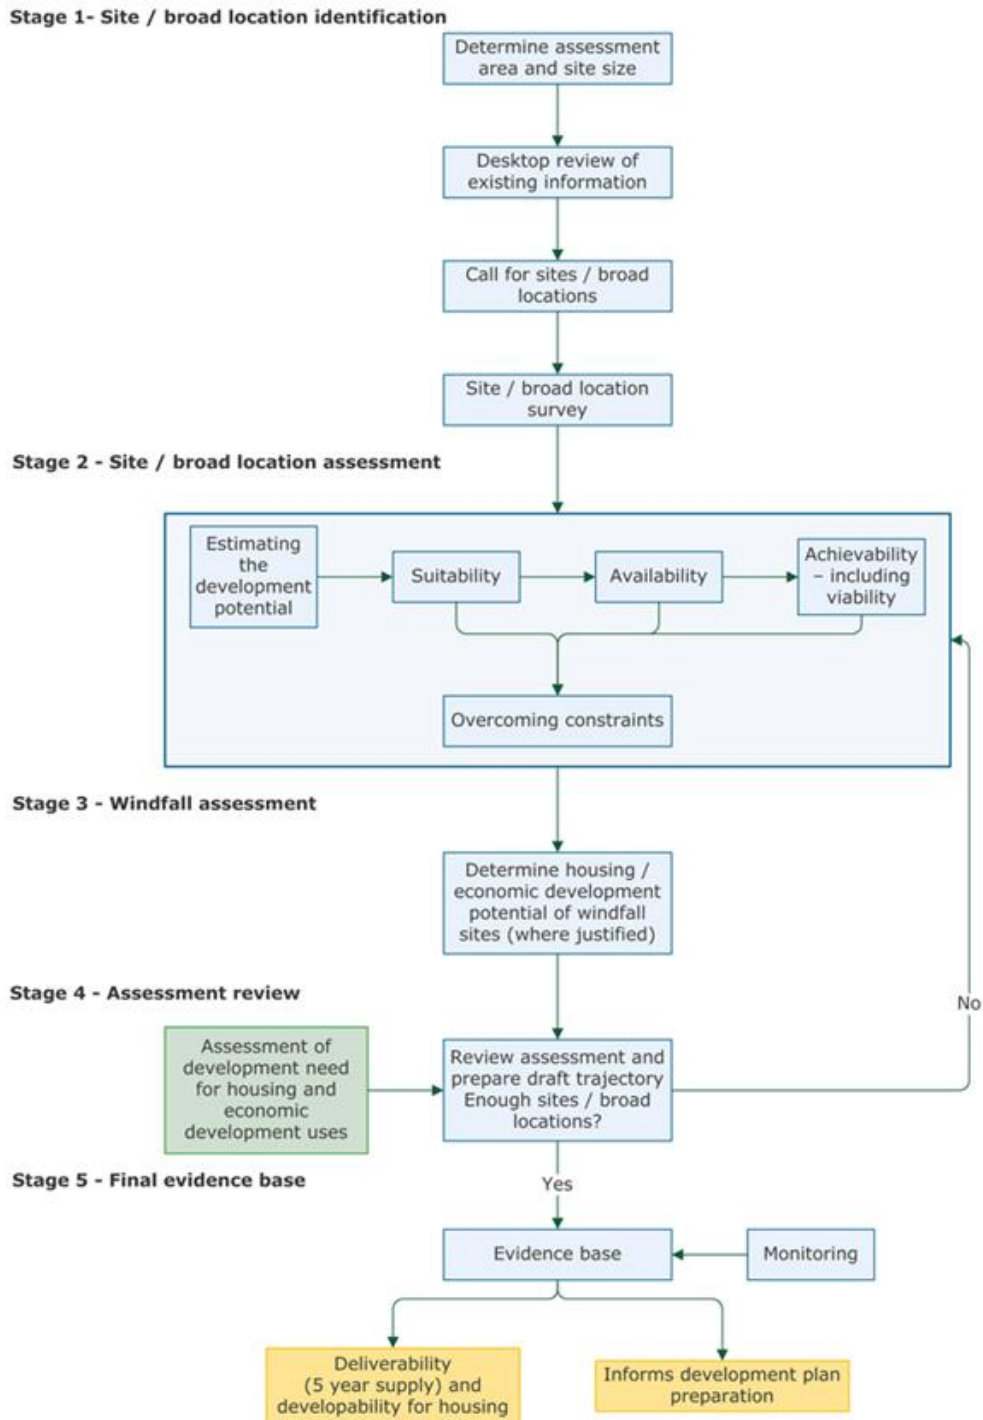 Stage 1- Site / broad location identification
Determine assessment
area and site size
Desktop review of
existing information
Call for sites / broad
locations
Site / broad location
survey
Stage 2 - Site / broad location assessment
Estimating
the
development
potential
Suitability
Availability
Achievability
– including
viability
Overcoming constraints
Stage 3 - Windfall assessment
Determine housing /
economic development
potential of windfall
sites (where justified)
Stage 4 - Assessment review
No
Assessment of
development need
for housing and
economic
development uses
Review assessment and
prepare draft trajectory
Enough sites / broad
locations?
Stage 5 - Final evidence base
Yes
Evidence base
Monitoring
Deliverability
(5 year supply) and
developability for housing
Informs development plan
preparation